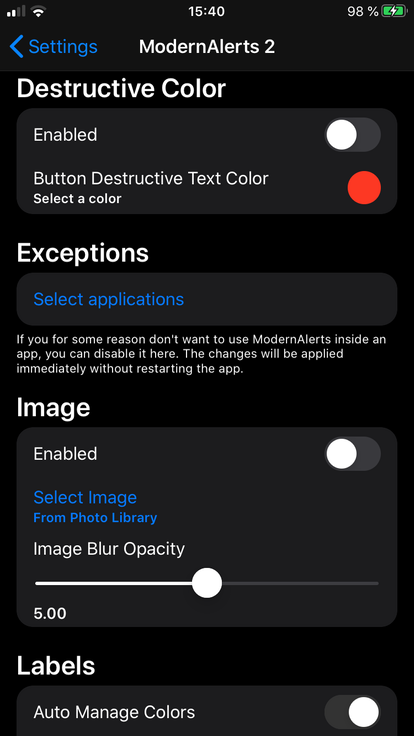 15:40
98 %
Settings
ModernAlerts 2
Destructive Color
Enabled
Button Destructive Text Color
Select a color
Exceptions
Select applications
If you for some reason don't want to use ModernAlerts inside an
app, you can disable it here. The changes will be applied
immediately without restarting the app.
Image
Enabled
Select Image
From Photo Library
Image Blur Opacity
5.00
Labels
Auto Manage Colors